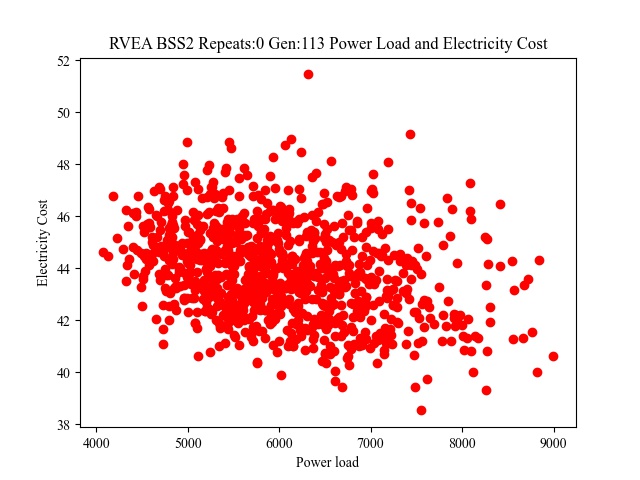 RVEA BSS2 Repeats:0 Gen:113 Power Load and Electricity Cost
52
50
48
46
44
42
40
38
Electricity Cost
4000 5000 6000 7000 8000 9000
Power load